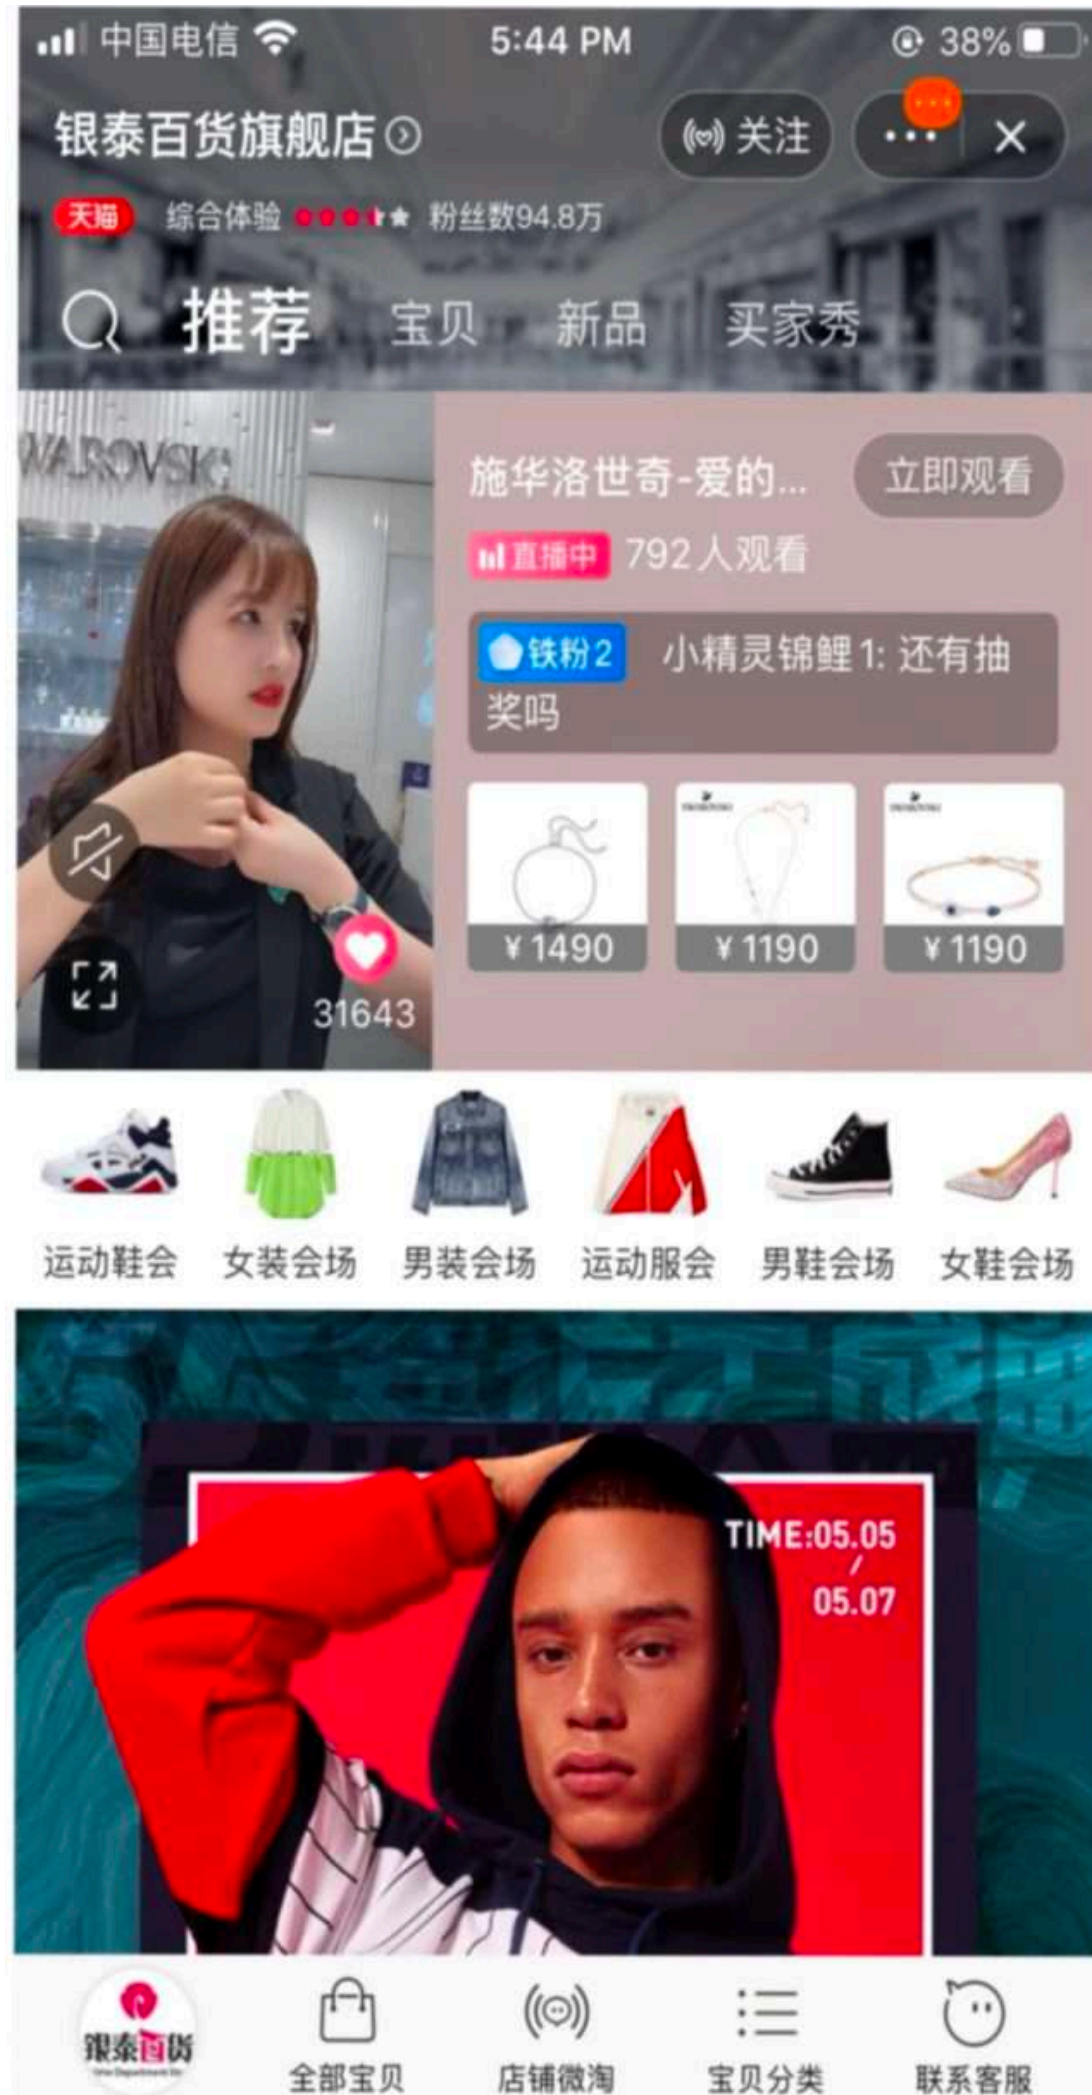 中国电信
5:44 PM
38%
银泰百货旗舰店
关注
天猫
综合体验
粉丝数94.8万
推荐
宝贝
新品
买家秀
WAROVSKI
施华洛世奇-爱的...
立即观看
直播中
792人观看
铁粉2
小精灵锦鲤1: 还有抽
奖吗
¥1490
¥1190
¥1190
31643
运动鞋会
女装会场
男装会场
运动服会
男鞋会场
女鞋会场
TIME:05.05
/
05.07
银泰百货
全部宝贝
店铺微淘
宝贝分类
联系客服